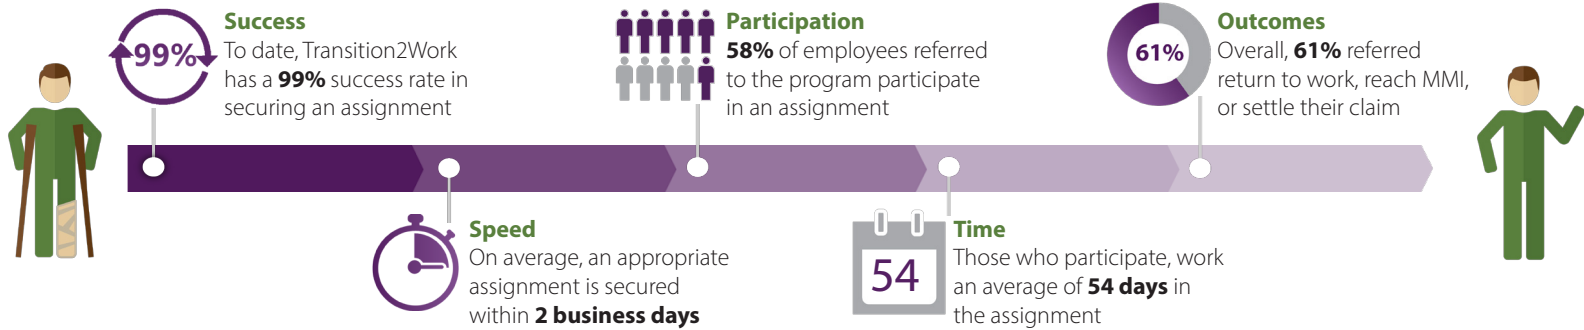 99%
Success
To date, Transition2Work
has a 99% success rate in
securing an assignment
Speed
On average, an appropriate
assignment is secured
within 2 business days
Participation
58% of employees referred
to the program participate
in an assignment
54
Time
Those who participate, work
an average of 54 days in
the assignment
61%
Outcomes
Overall, 61% referred
return to work, reach MMI,
or settle their claim